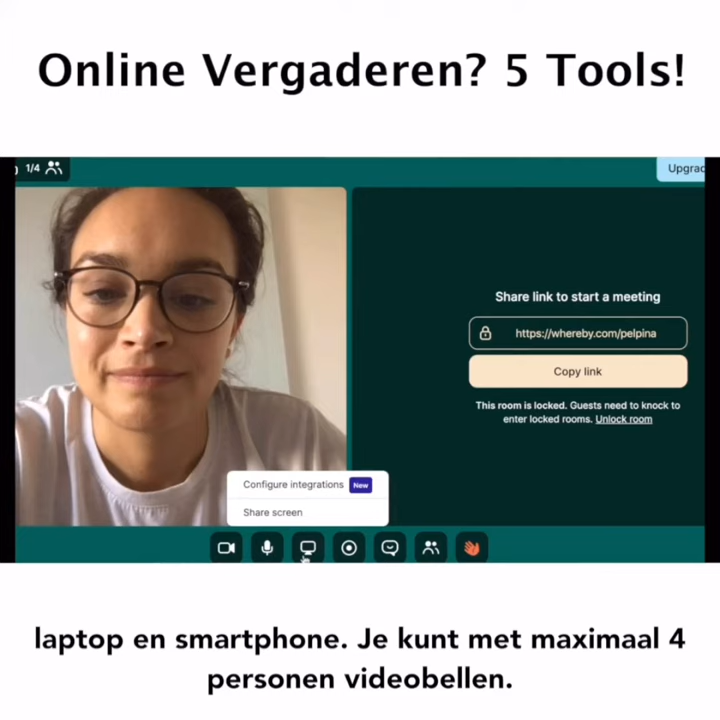 Online Vergaderen? 5 Tools!
1/4
Share link to start a meeting
https://whereby.com/pelpina
Copy link
This room is locked. Guests need to knock to
enter locked rooms. Unlock room
Configure integrations New
Share screen
laptop en smartphone. Je kunt met maximaal 4
personen videobellen.